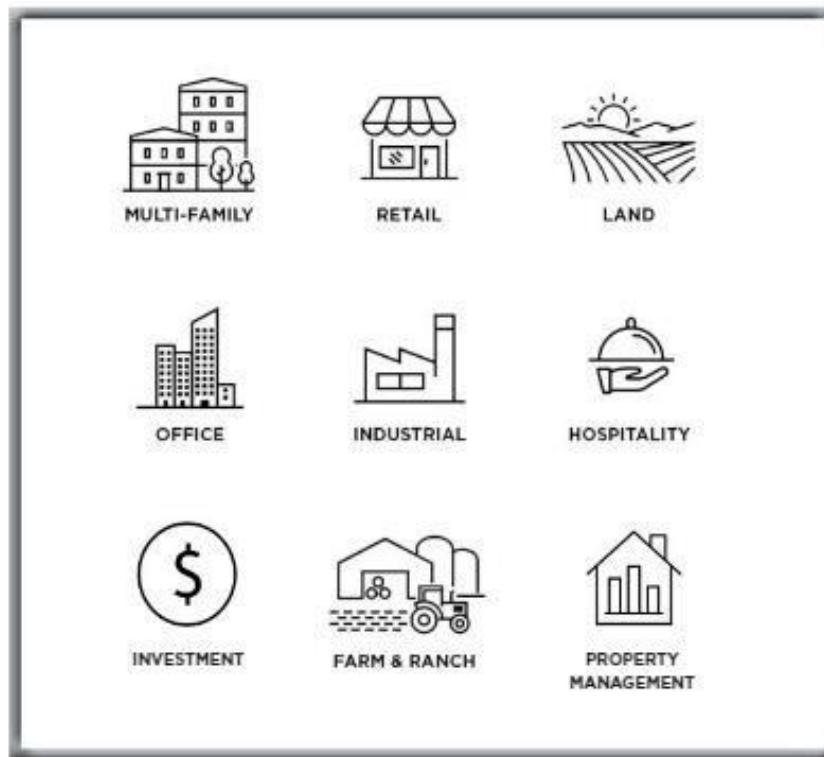 MULTI-FAMILY
RETAIL
LAND
OFFICE
INDUSTRIAL
HOSPITALITY
$
INVESTMENT
FARM & RANCH
PROPERTY
MANAGEMENT